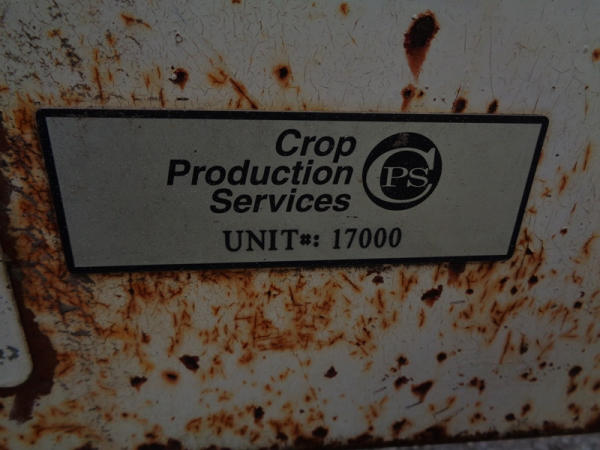 Crop
Production
Services
CPS
UNIT#: 17000